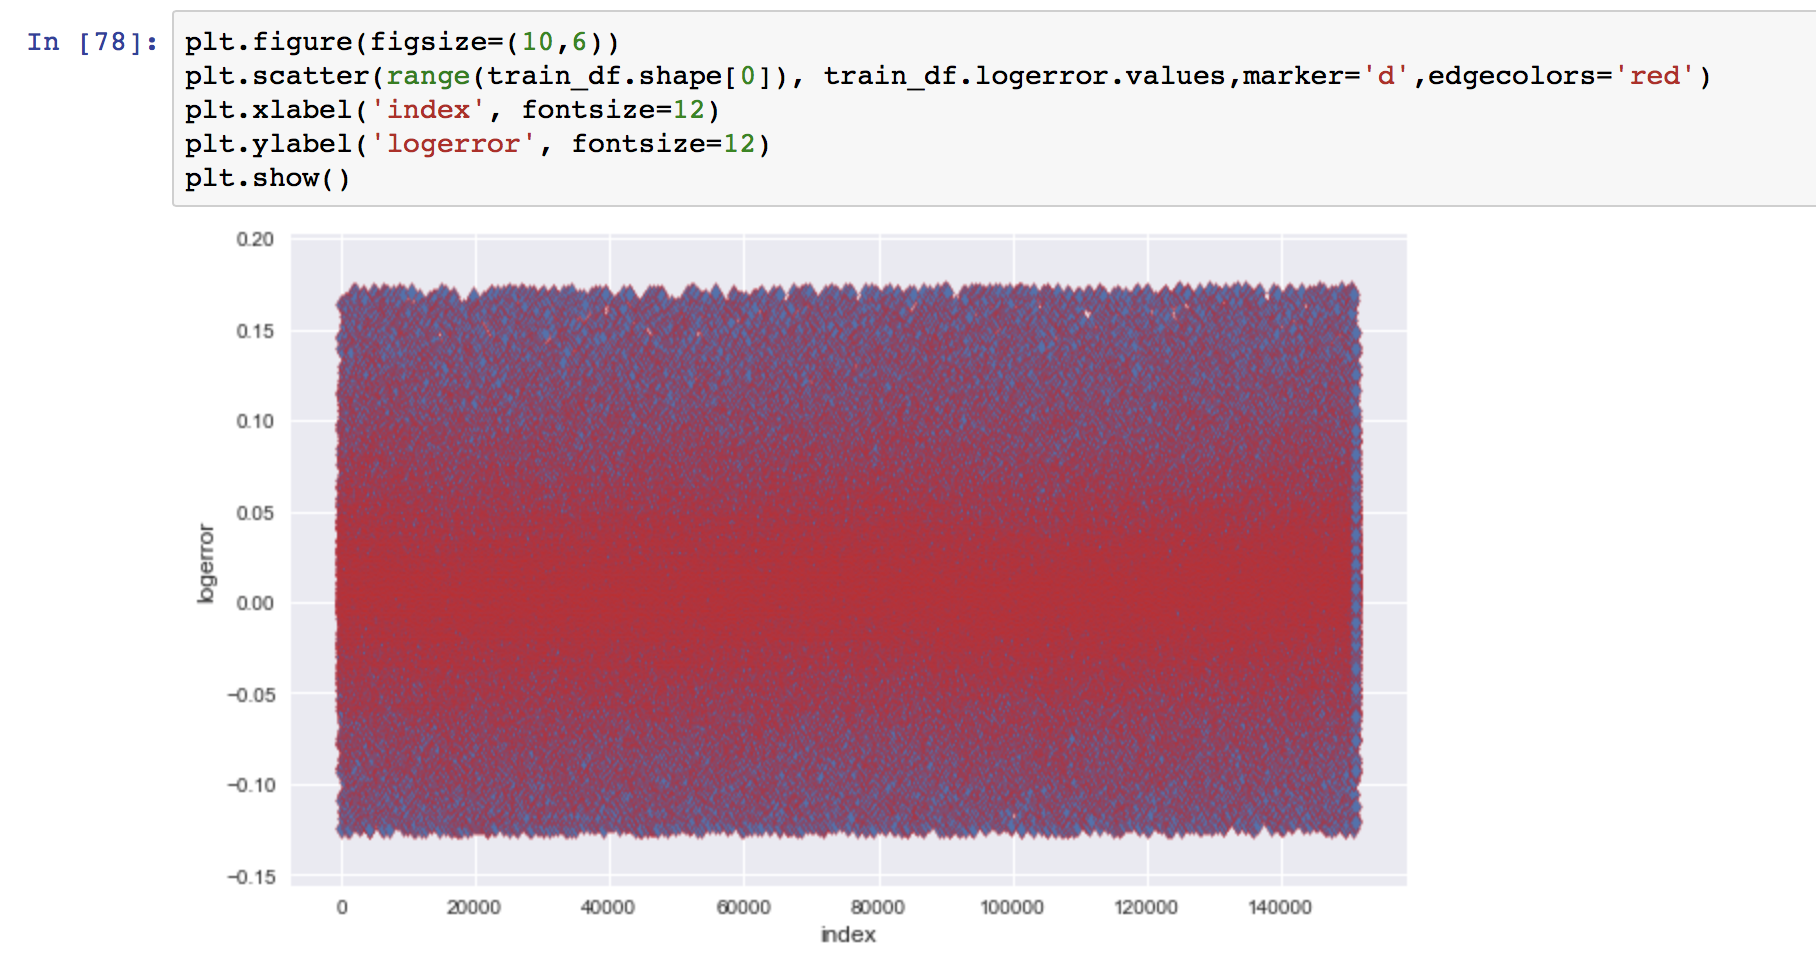 In [78]: plt.figure(figsize=(10,6))
plt.scatter(range(train_df.shape[0]), train_df.logerror.values,marker='d',edgecolors='red')
plt.xlabel('index', fontsize=12)
plt.ylabel('logerror', fontsize=12)
plt.show()
0.20
0.15
0.10
0.05
0.00
−0.05
−0.10
−0.15
logerror
0 20000 40000 60000 80000 100000 120000 140000
index